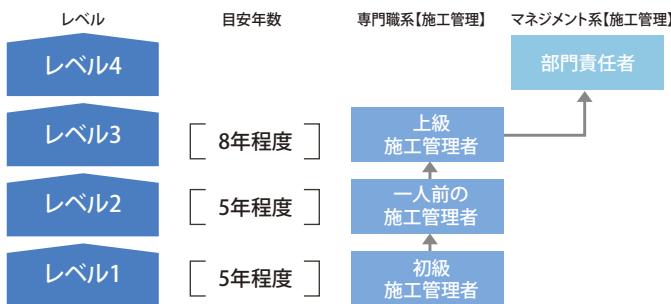 レベル
目安年数
専門職系【施工管理】
マネジメント系【施工管理】
レベル4
部門責任者
レベル3
8年程度
上級
施工管理者
レベル2
5年程度
一人前の
施工管理者
レベル1
5年程度
初級
施工管理者